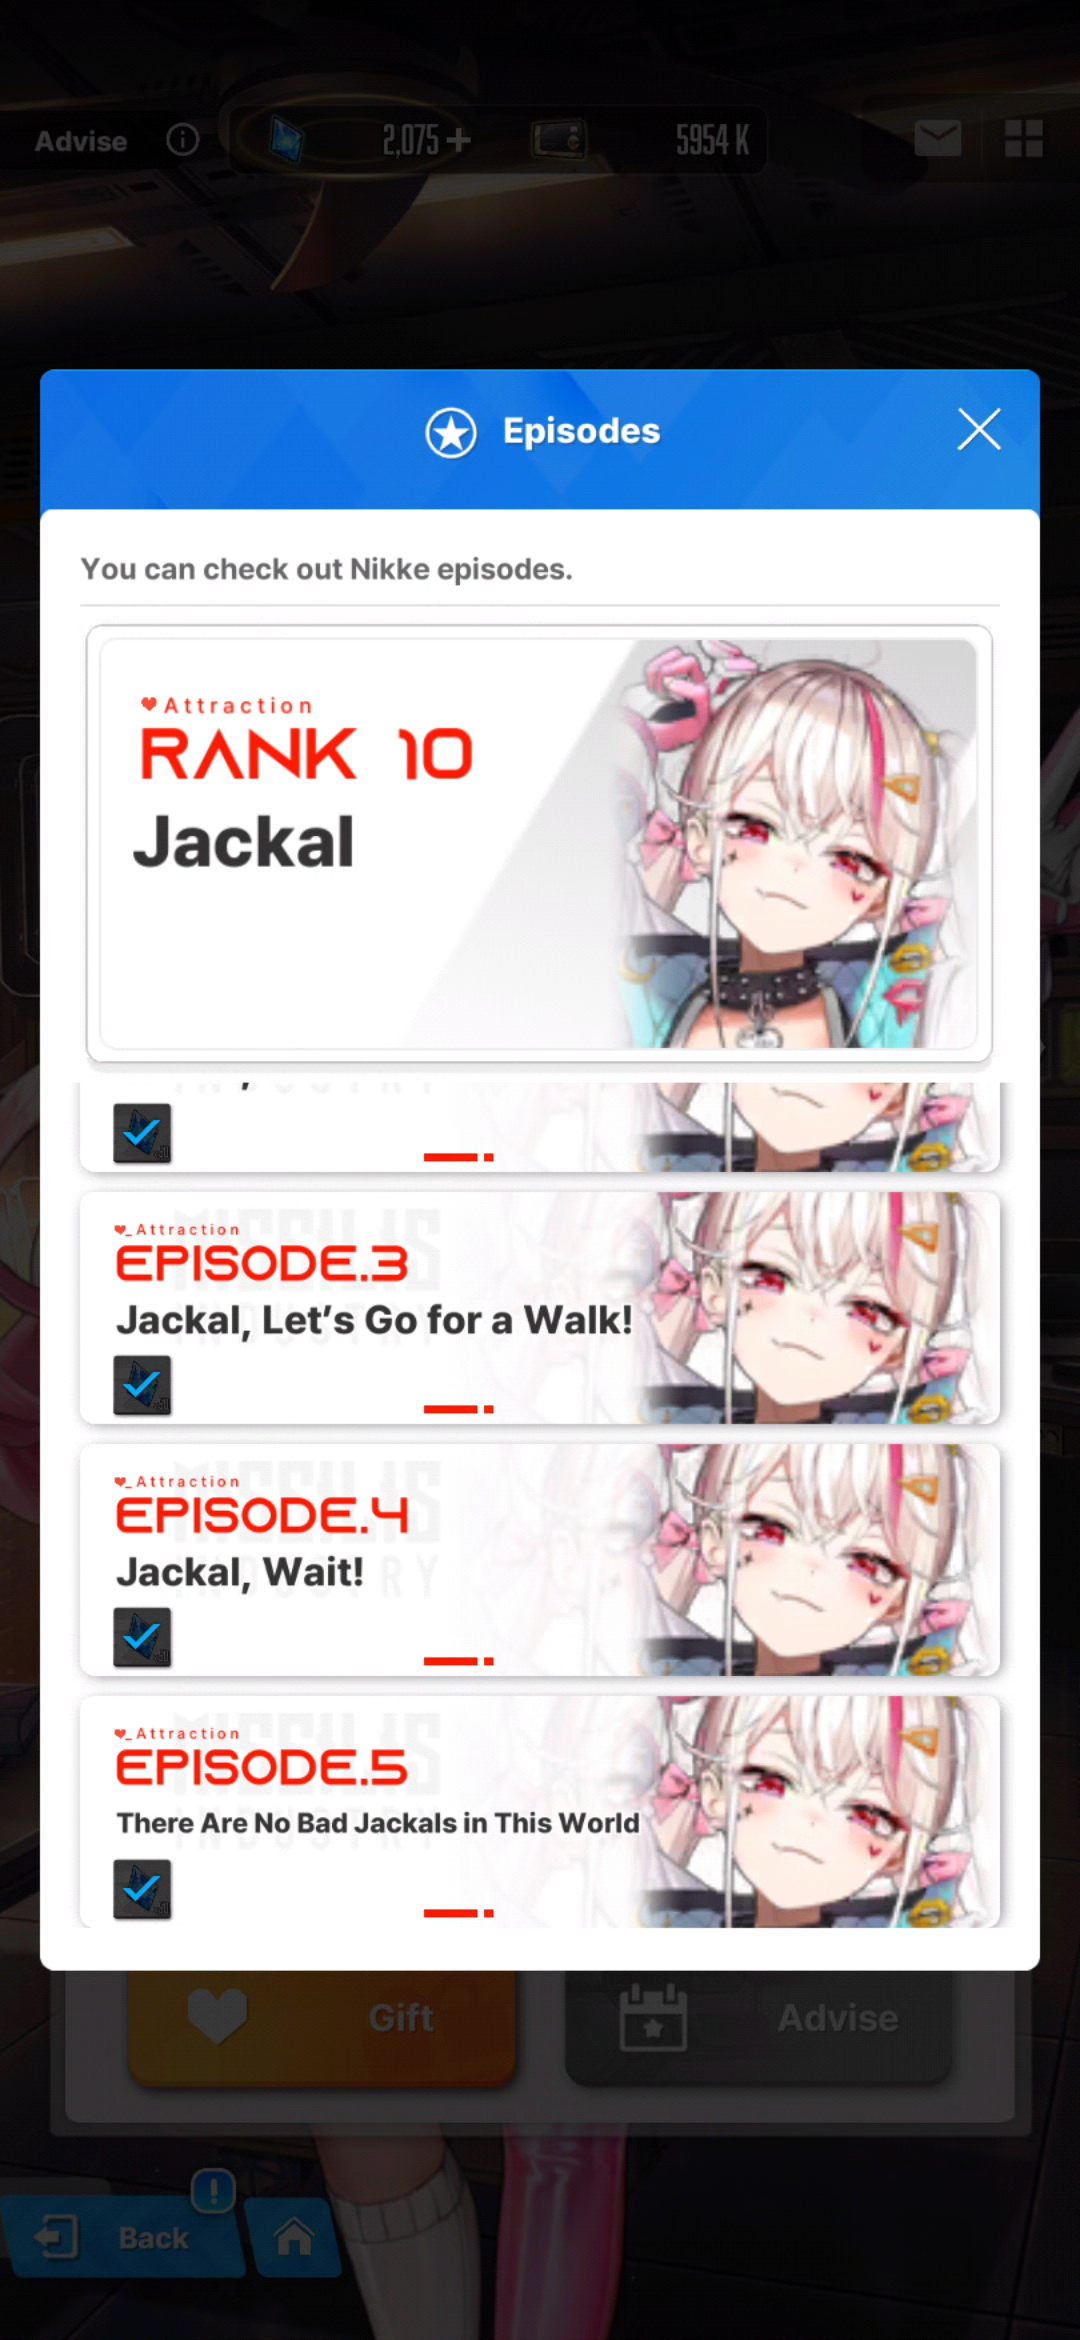 Advise
2,075
5954 K
Episodes
You can check out Nikke episodes.
Attraction
RANK 10
Jackal
Attraction
EPISODE.3
Jackal, Let’s Go for a Walk!
Attraction
EPISODE.4
Jackal, Wait!
Attraction
EPISODE.5
There Are No Bad Jackals in This World
Gift
Advise
Back